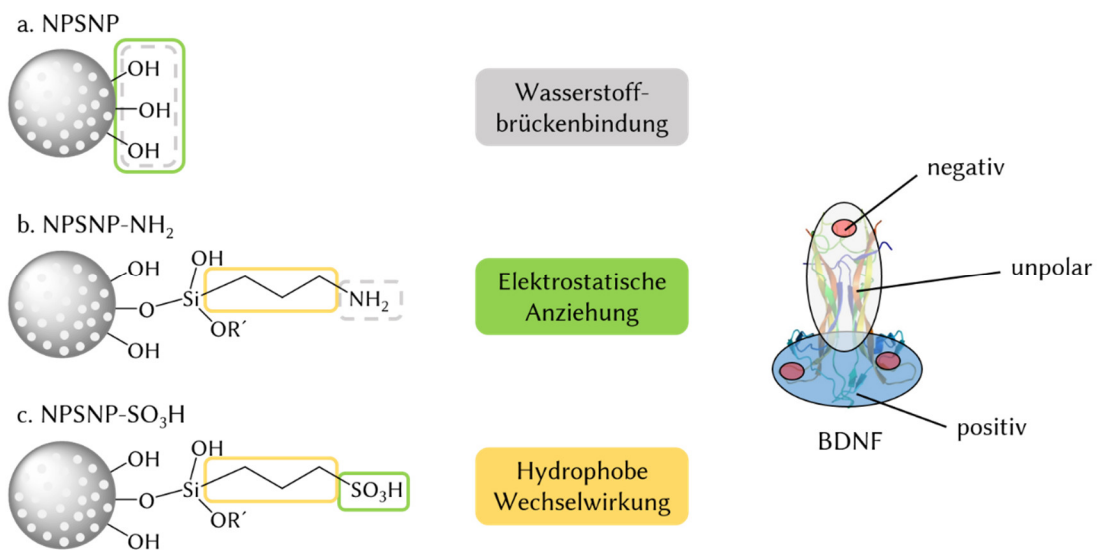 a. NPSNP
OH
OH
OH
Wasserstoff-
brückenbindung
negativ
unpolar
positiv
BDNF
b. NPSNP-NH₂
OH
OH
O
Si
NH₂
OR´
OH
Elektrostatische
Anziehung
c. NPSNP-SO₃H
OH
OH
O
Si
SO₃H
OR´
OH
Hydrophobe
Wechselwirkung